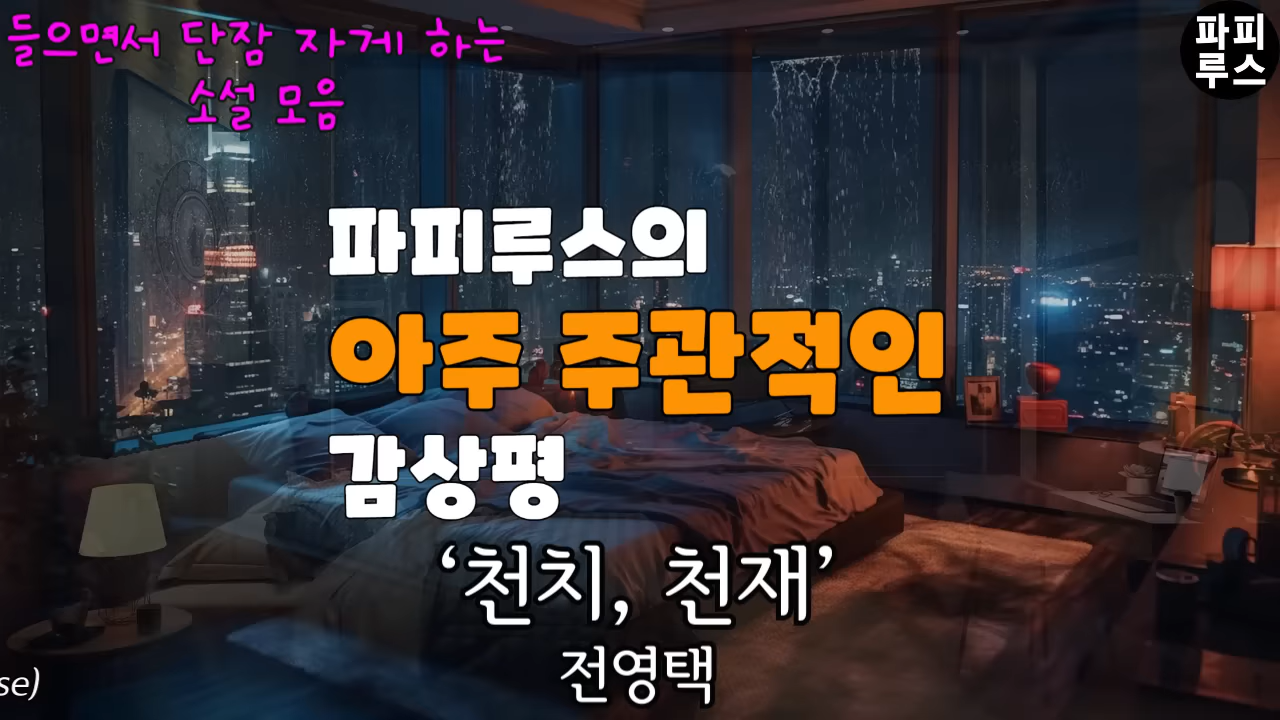 들으면서 단잠 자게 하는
소설 모음
파피
루스
파피루스의
아주 주관적인
감상평
‘천치, 천재’
전영택
se)